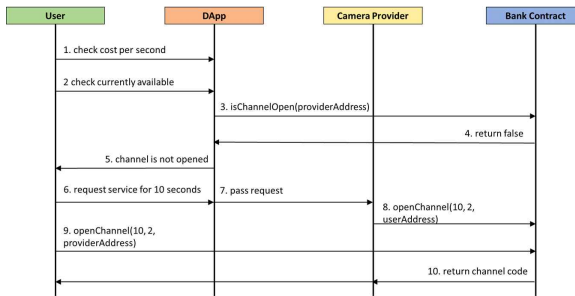 User
DApp
Camera Provider
Bank Contract
1. check cost per second
2 check currently available
3. isChannelOpen(providerAddress)
4. return false
5. channel is not opened
6. request service for 10 seconds
7. pass request
8. openChannel(10, 2,
userAddress)
9. openChannel(10, 2,
providerAddress)
10. return channel code